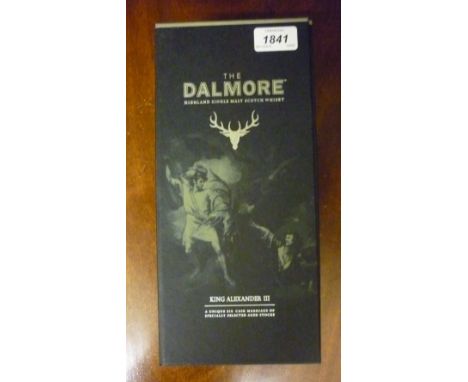 1841
THE
DALMORE
HIGHLAND SINGLE MALT SCOTCH WHISKY
KING ALEXANDER III
A UNIQUE SIX CASK MARRIAGE OF
SPECIALLY SELECTED AGED STOCKS